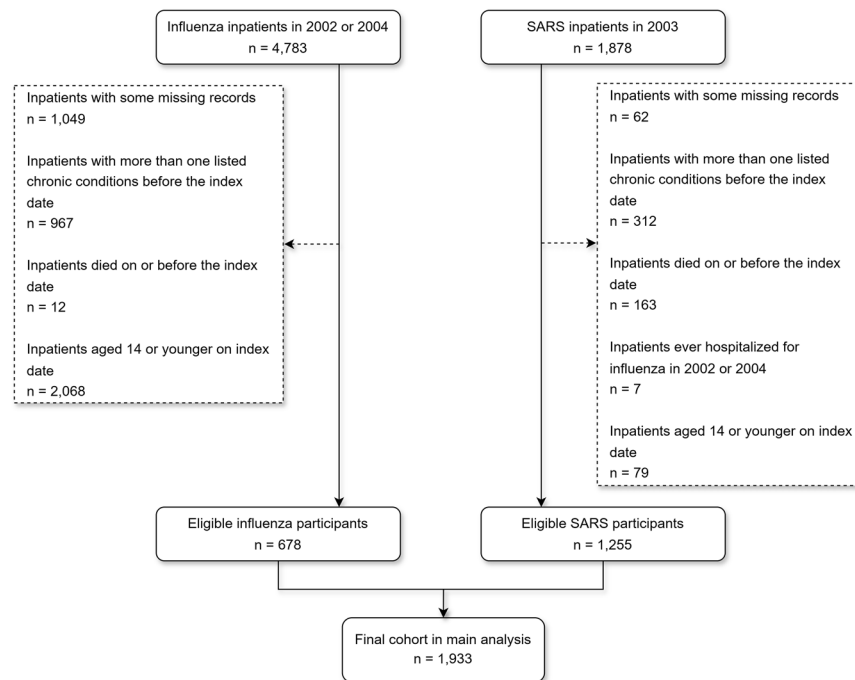 Influenza inpatients in 2002 or 2004
n = 4,783
SARS inpatients in 2003
n = 1,878
Inpatients with some missing records
n = 1,049
Inpatients with more than one listed
chronic conditions before the index
date
n = 967
Inpatients died on or before the index
date
n = 12
Inpatients aged 14 or younger on index
date
n = 2,068
Inpatients with some missing records
n = 62
Inpatients with more than one listed
chronic conditions before the index
date
n = 312
Inpatients died on or before the index
date
n = 163
Inpatients ever hospitalized for
influenza in 2002 or 2004
n = 7
Inpatients aged 14 or younger on index
date
n = 79
Eligible influenza participants
n = 678
Eligible SARS participants
n = 1,255
Final cohort in main analysis
n = 1,933